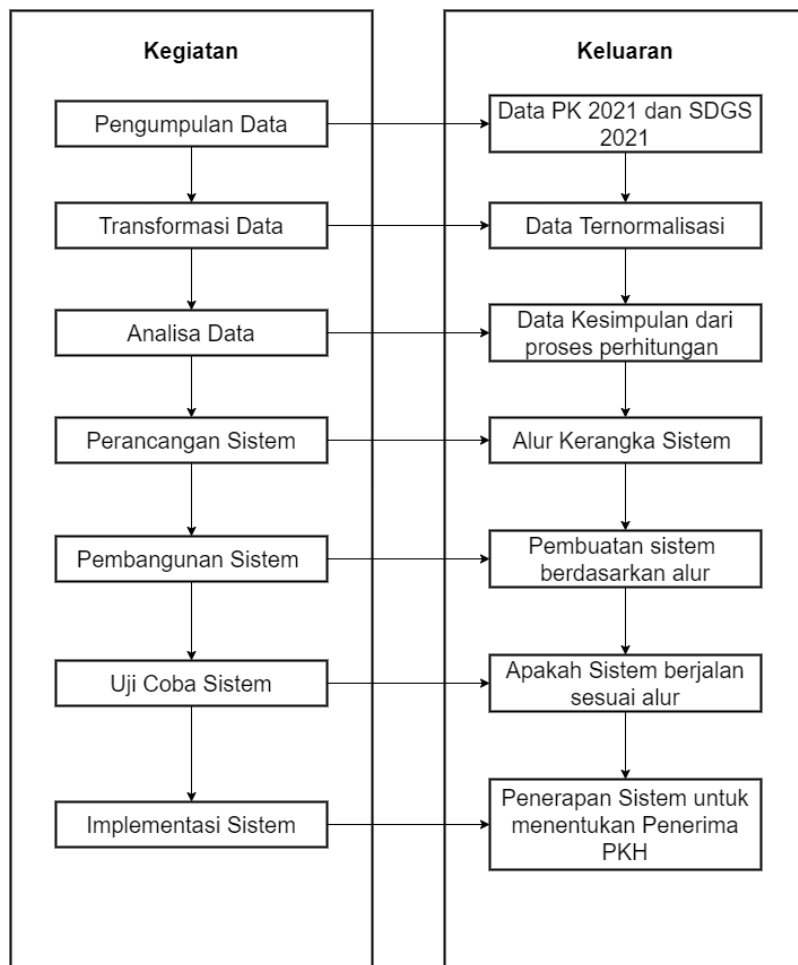 Kegiatan
Keluaran
Pengumpulan Data
Data PK 2021 dan SDGS
2021
Transformasi Data
Data Ternormalisasi
Analisa Data
Data Kesimpulan dari
proses perhitungan
Perancangan Sistem
Alur Kerangka Sistem
Pembangunan Sistem
Pembuatan sistem
berdasarkan alur
Uji Coba Sistem
Apakah Sistem berjalan
sesuai alur
Implementasi Sistem
Penerapan Sistem untuk
menentukan Penerima
PKH